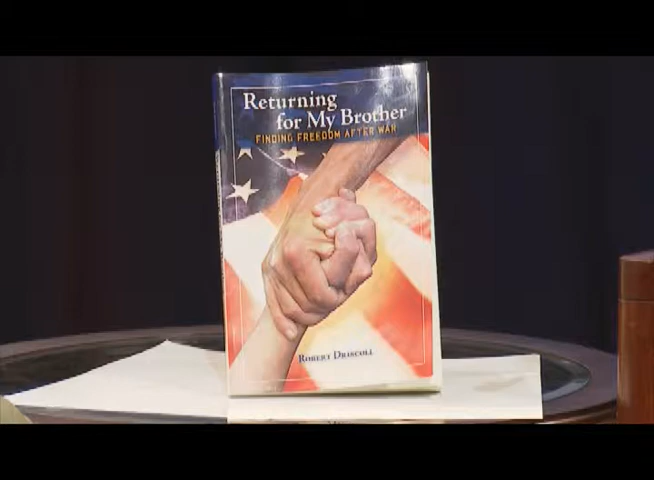 Returning
for My Brother
FINDING FREEDOM AFTER WAR
ROBERT DRISCOLL